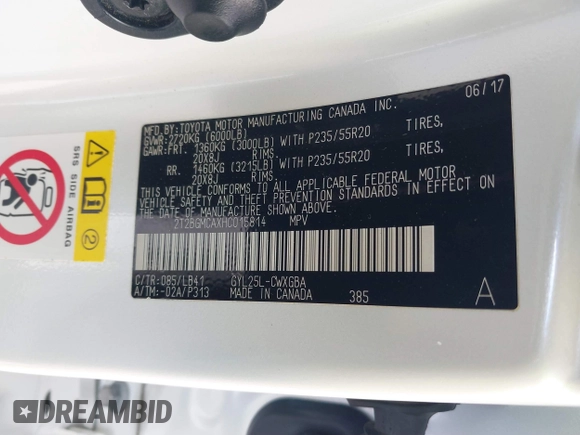 06/17
MFD.BY:TOYOTA MOTOR MANUFACTURING CANADA INC.
GVWR:2720KG (6000LB)
GAWR:FRT 1360KG (3000LB) WITH P235/55R20 TIRES,
20X8J RIMS.
RR. 1460KG (3215LB) WITH P235/55R20 TIRES,
20X8J RIMS.
THIS VEHICLE CONFORMS TO ALL APPLICABLE FEDERAL MOTOR
VEHICLE SAFETY AND THEFT PREVENTION STANDARDS IN EFFECT
ON THE DATE OF MANUFACTURE SHOWN ABOVE.
MPV
C/TR:085/LB41 GYL25L-CWXGBA
A/TM:-02A/P313 MADE IN CANADA 385
A
SRS SIDE AIRBAG
2
DREAMBID